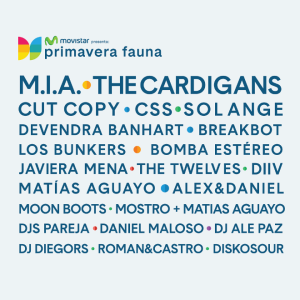 movistar presenta:
primavera fauna
M.I.A. • THE CARDIGANS
CUT COPY • CSS • SOLANGE
DEVENDRA BANHART • BREAKBOT
LOS BUNKERS • BOMBA ESTÉREO
JAVIERA MENA • THE TWELVES • DIIV
MATÍAS AGUAYO • ALEX&DANIEL
MOON BOOTS • MOSTRO + MATIAS AGUAYO
DJS PAREJA • DANIEL MALOSO • DJ ALE PAZ
DJ DIEGORS • ROMAN&CASTRO • DISKOSOUR